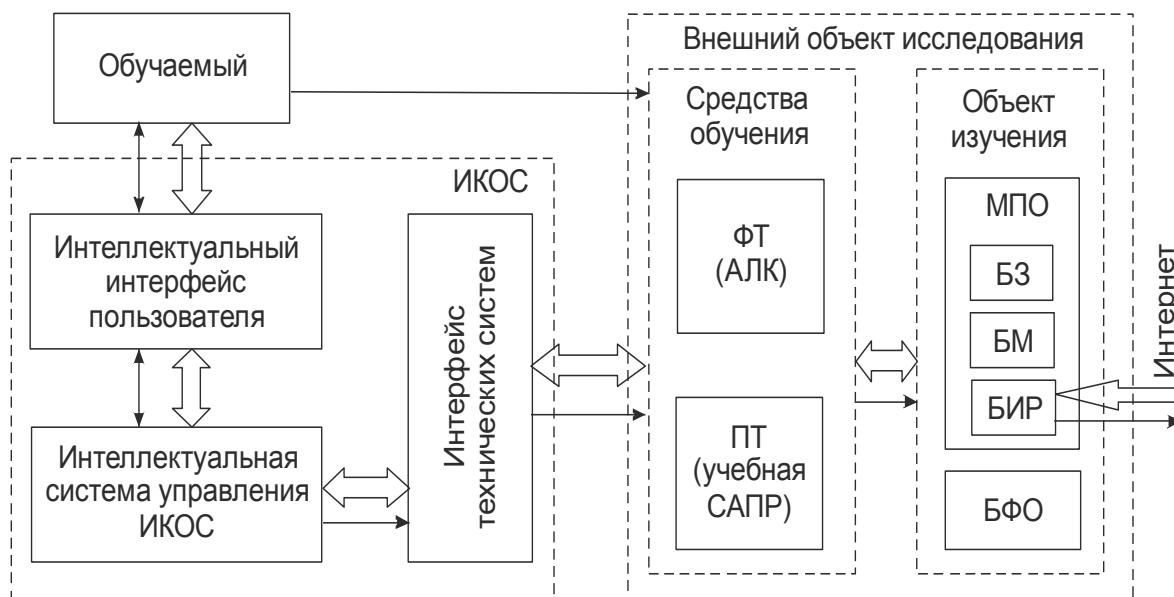 Обучаемый
Внешний объект исследования
Средства
обучения
Объект
изучения
ИКОС
Интеллектуальный
интерфейс
пользователя
Интерфейс
технических систем
ФТ
(АЛК)
МПО
БЗ
БМ
БИР
Интернет
Интеллектуальная
система управления
ИКОС
ПТ
(учебная
САПР)
БФО